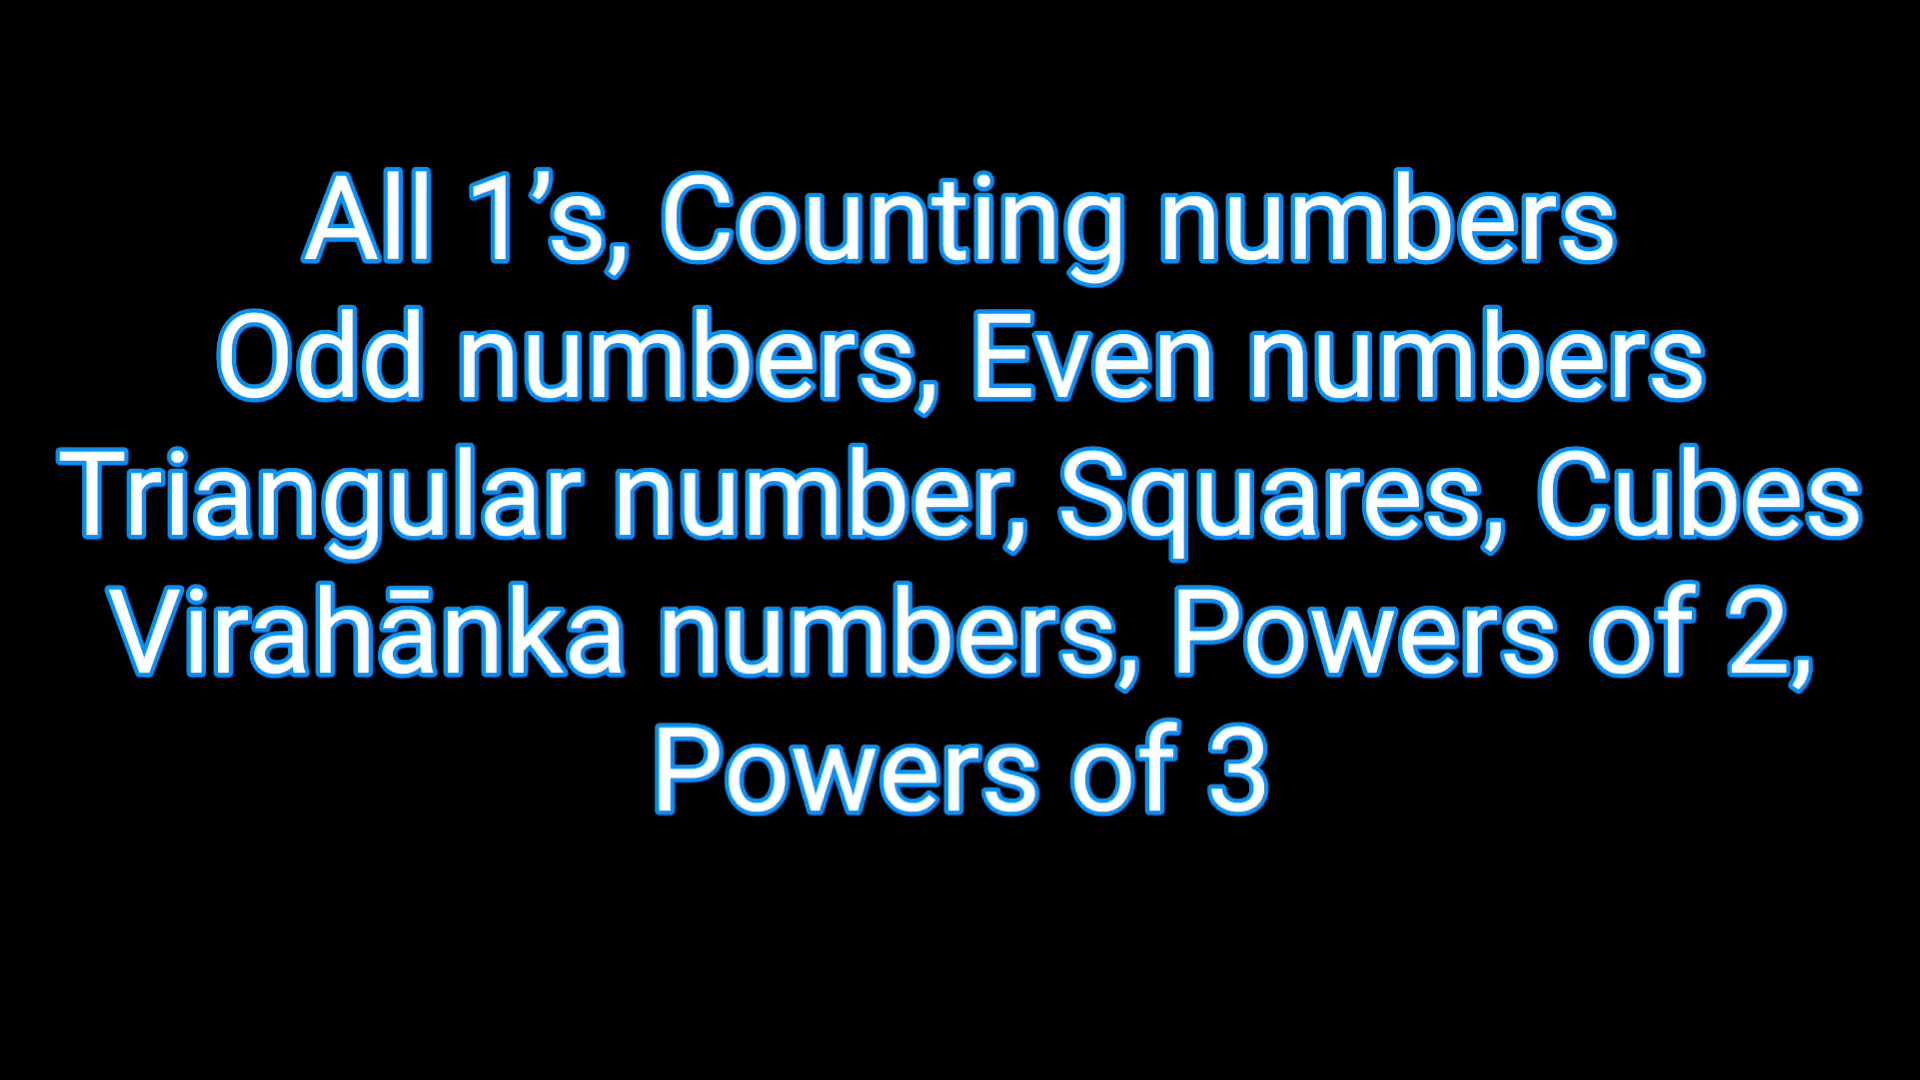 All 1’s, Counting numbers
Odd numbers, Even numbers
Triangular number, Squares, Cubes
Virahānka numbers, Powers of 2,
Powers of 3